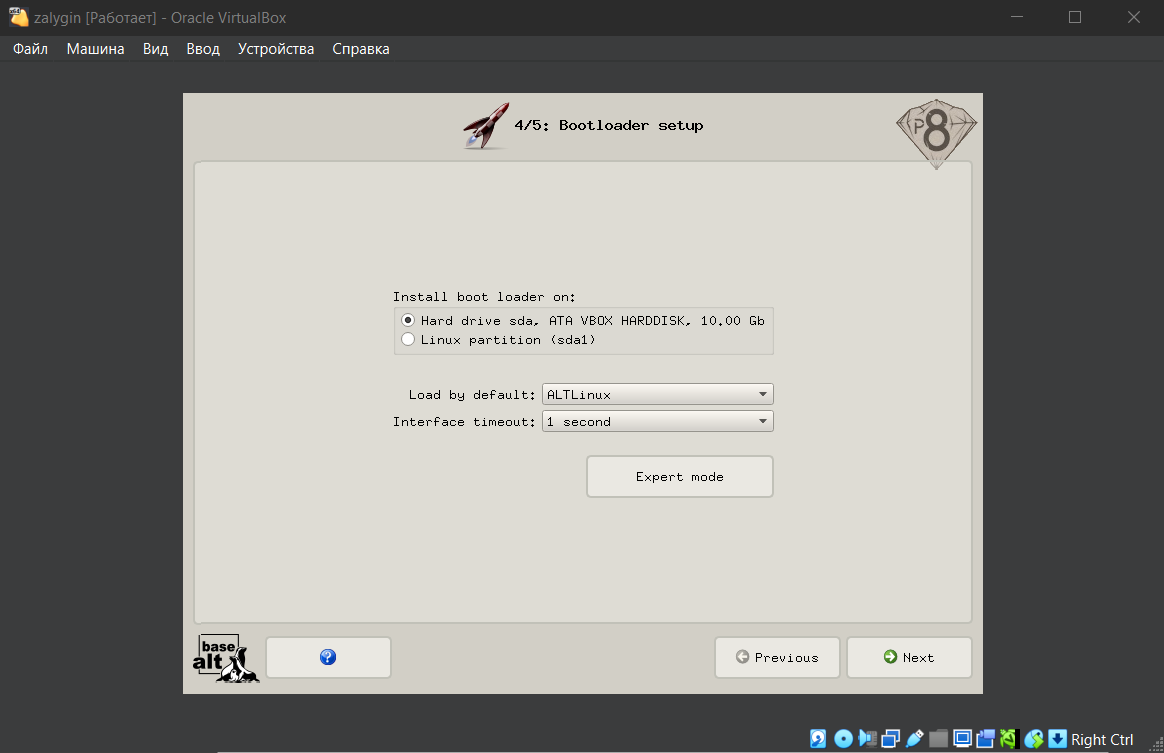 zalygin [Работает] - Oracle VirtualBox
Файл Машина Вид Ввод Устройства Справка
4/5: Bootloader setup
P8
Install boot loader on:
Hard drive sda, ATA VBOX HARDDISK, 10.00 Gb
Linux partition (sda1)
Load by default: ALTLinux
Interface timeout: 1 second
Expert mode
base
alt
?
Previous
Next
Right Ctrl